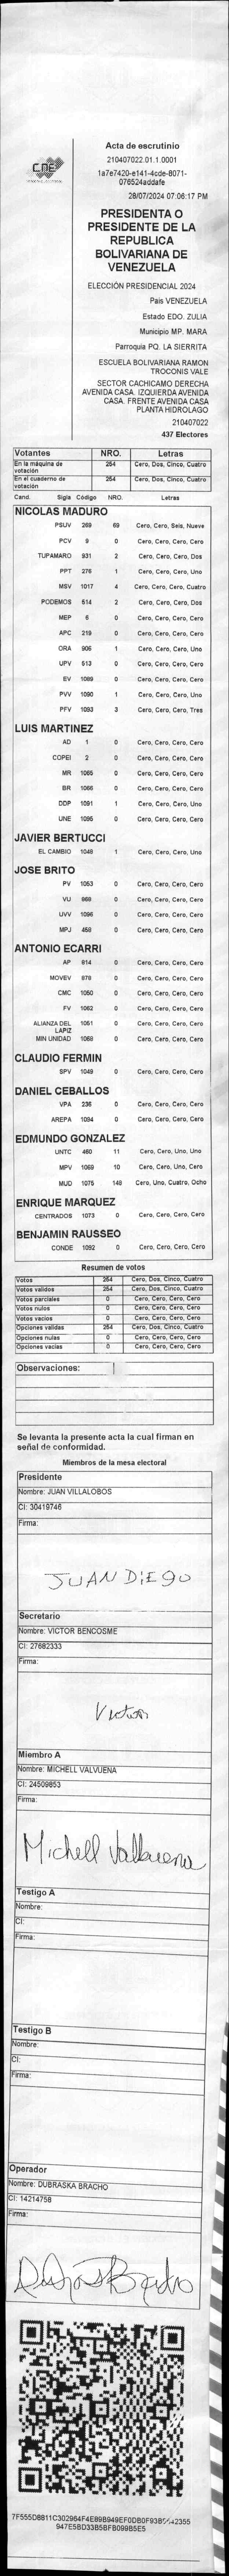 CNE
Acta de escrutinio
210407022.01.1.0001
1a7e7420-e141-4cde-8071-
076524addafe
28/07/2024 07:06:17 PM
PRESIDENTA O
PRESIDENTE DE LA
REPUBLICA
BOLIVARIANA DE
VENEZUELA
ELECCIÓN PRESIDENCIAL 2024
País VENEZUELA
Estado EDO. ZULIA
Municipio MP. MARA
Parroquia PQ. LA SIERRITA
ESCUELA BOLIVARIANA RAMON
TROCONIS VALE
SECTOR CACHICAMO DERECHA
AVENIDA CASA. IZQUIERDA AVENIDA
CASA. FRENTE AVENIDA CASA
PLANTA HIDROLAGO
210407022
437 Electores
Votantes NRO. Letras
En la máquina de votación 254 Cero, Dos, Cinco, Cuatro
En el cuaderno de votación 254 Cero, Dos, Cinco, Cuatro
Cand. Sigla Código NRO. Letras
NICOLAS MADURO
PSUV 269 69 Cero, Cero, Seis, Nueve
PCV 9 0 Cero, Cero, Cero, Cero
TUPAMARO 931 2 Cero, Cero, Cero, Dos
PPT 276 1 Cero, Cero, Cero, Uno
MSV 1017 4 Cero, Cero, Cero, Cuatro
PODEMOS 514 2 Cero, Cero, Cero, Dos
MEP 5 0 Cero, Cero, Cero, Cero
APC 219 0 Cero, Cero, Cero, Cero
ORA 906 1 Cero, Cero, Cero, Uno
UPV 513 0 Cero, Cero, Cero, Cero
EV 1089 0 Cero, Cero, Cero, Cero
PVV 1090 1 Cero, Cero, Cero, Uno
PFV 1093 3 Cero, Cero, Cero, Tres
LUIS MARTINEZ
AD 1 0 Cero, Cero, Cero, Cero
COPEI 2 0 Cero, Cero, Cero, Cero
MR 1065 0 Cero, Cero, Cero, Cero
BR 1066 0 Cero, Cero, Cero, Cero
DDP 1091 1 Cero, Cero, Cero, Uno
UNE 1095 0 Cero, Cero, Cero, Cero
JAVIER BERTUCCI
EL CAMBIO 1048 1 Cero, Cero, Cero, Uno
JOSE BRITO
PV 1053 0 Cero, Cero, Cero, Cero
VU 868 0 Cero, Cero, Cero, Cero
UVV 1096 0 Cero, Cero, Cero, Cero
MPJ 458 0 Cero, Cero, Cero, Cero
ANTONIO ECARRI
AP 914 0 Cero, Cero, Cero, Cero
MOVEV 978 0 Cero, Cero, Cero, Cero
CMC 1050 0 Cero, Cero, Cero, Cero
FV 1062 0 Cero, Cero, Cero, Cero
ALIANZA DEL LAPIZ 1051 0 Cero, Cero, Cero, Cero
MIN UNIDAD 1068 0 Cero, Cero, Cero, Cero
CLAUDIO FERMIN
SPV 1049 0 Cero, Cero, Cero, Cero
DANIEL CEBALLOS
VPA 236 0 Cero, Cero, Cero, Cero
AREPA 1094 0 Cero, Cero, Cero, Cero
EDMUNDO GONZALEZ
UNTC 460 11 Cero, Cero, Uno, Uno
MPV 1069 10 Cero, Cero, Uno, Cero
MUD 1075 148 Cero, Uno, Cuatro, Ocho
ENRIQUE MARQUEZ
CENTRADOS 1073 0 Cero, Cero, Cero, Cero
BENJAMIN RAUSSEO
CONDE 1092 0 Cero, Cero, Cero, Cero
Resumen de votos
Votos 254 Cero, Dos, Cinco, Cuatro
Votos validos 254 Cero, Dos, Cinco, Cuatro
Votos parciales 0 Cero, Cero, Cero, Cero
Votos nulos 0 Cero, Cero, Cero, Cero
Votos vacíos 0 Cero, Cero, Cero, Cero
Opciones validas 254 Cero, Dos, Cinco, Cuatro
Opciones nulas 0 Cero, Cero, Cero, Cero
Opciones vacías 0 Cero, Cero, Cero, Cero
Observaciones:
Se levanta la presente acta la cual firman en
señal de conformidad.
Miembros de la mesa electoral
Presidente
Nombre: JUAN VILLALOBOS
CI: 30419746
Firma:
JUAN DiEGO
Secretario
Nombre: VICTOR BENCOSME
CI: 27682333
Firma:
Victor
Miembro A
Nombre: MICHELL VALVUENA
CI: 24509853
Firma:
Michell Valbuena
Testigo A
Nombre:
CI:
Firma:
Testigo B
Nombre:
CI:
Firma:
Operador
Nombre: DUBRASKA BRACHO
CI: 14214758
Firma: